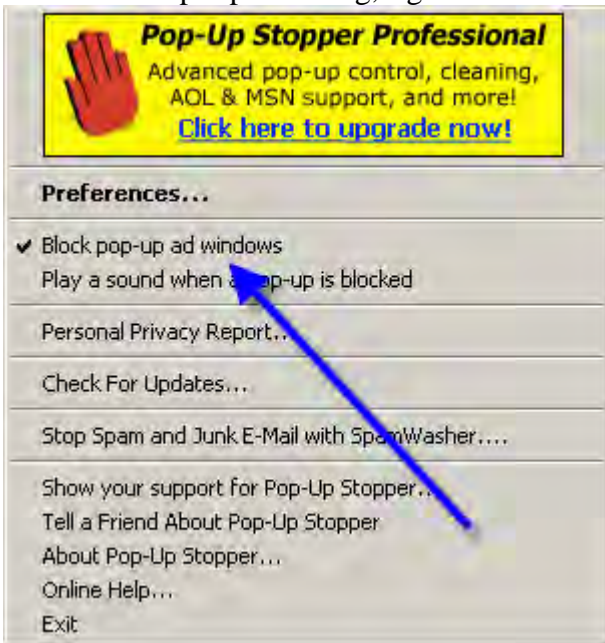 Pop-Up Stopper Professional
Advanced pop-up control, cleaning,
AOL & MSN support, and more!
Click here to upgrade now!
Preferences...
Block pop-up ad windows
Play a sound when a pop-up is blocked
Personal Privacy Report...
Check For Updates...
Stop Spam and Junk E-Mail with SpamWasher....
Show your support for Pop-Up Stopper...
Tell a Friend About Pop-Up Stopper
About Pop-Up Stopper...
Online Help...
Exit